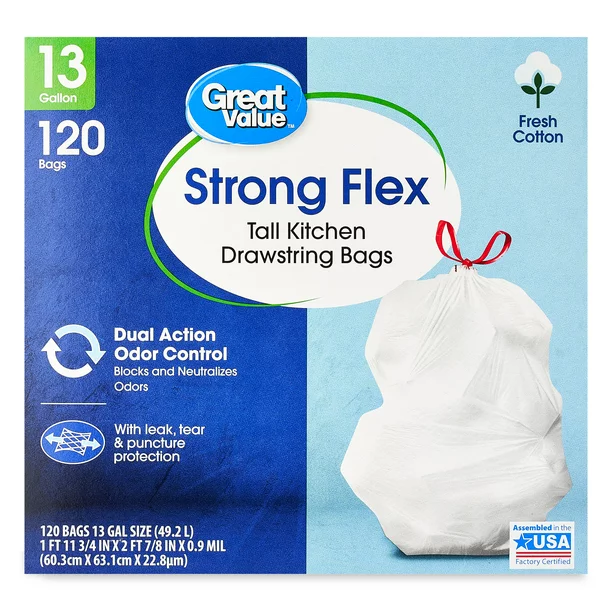 13
Gallon
120
Bags
Great
Value™
Strong Flex
Tall Kitchen
Drawstring Bags
Fresh
Cotton
Dual Action
Odor Control
Blocks and Neutralizes
Odors
With leak, tear
& puncture
protection
120 BAGS 13 GAL SIZE (49.2 L)
1 FT 11 3/4 IN X 2 FT 7/8 IN X 0.9 MIL
(60.3cm X 63.1cm X 22.8µm)
Assembled in the
USA
Factory Certified